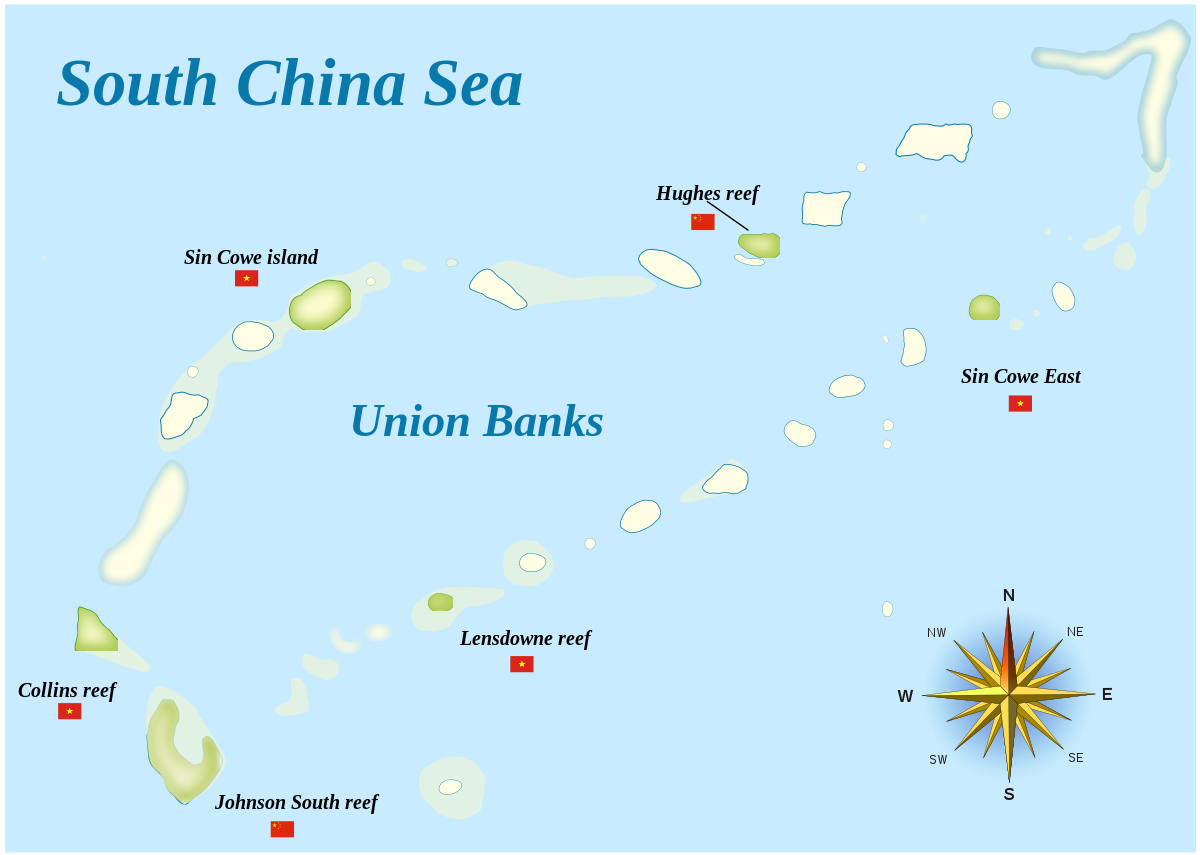 South China Sea
Hughes reef
Sin Cowe island
Sin Cowe East
Union Banks
Lensdowne reef
Collins reef
Johnson South reef
N
NW
NE
W
E
SW
SE
S